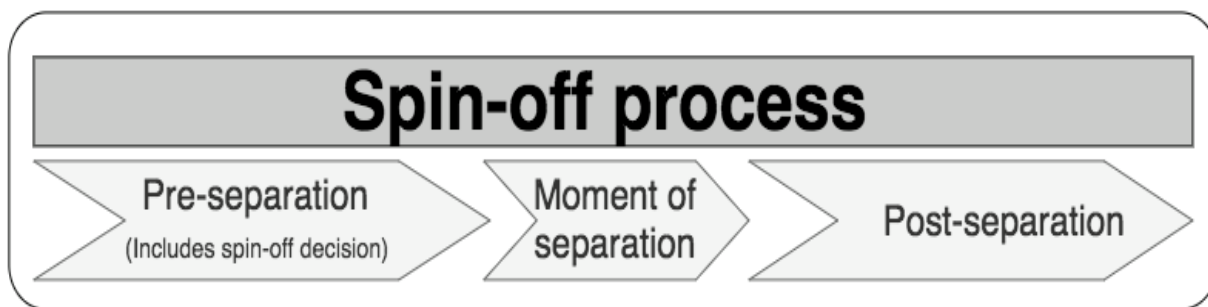 Spin-off process
Pre-separation
(Includes spin-off decision)
Moment of
separation
Post-separation